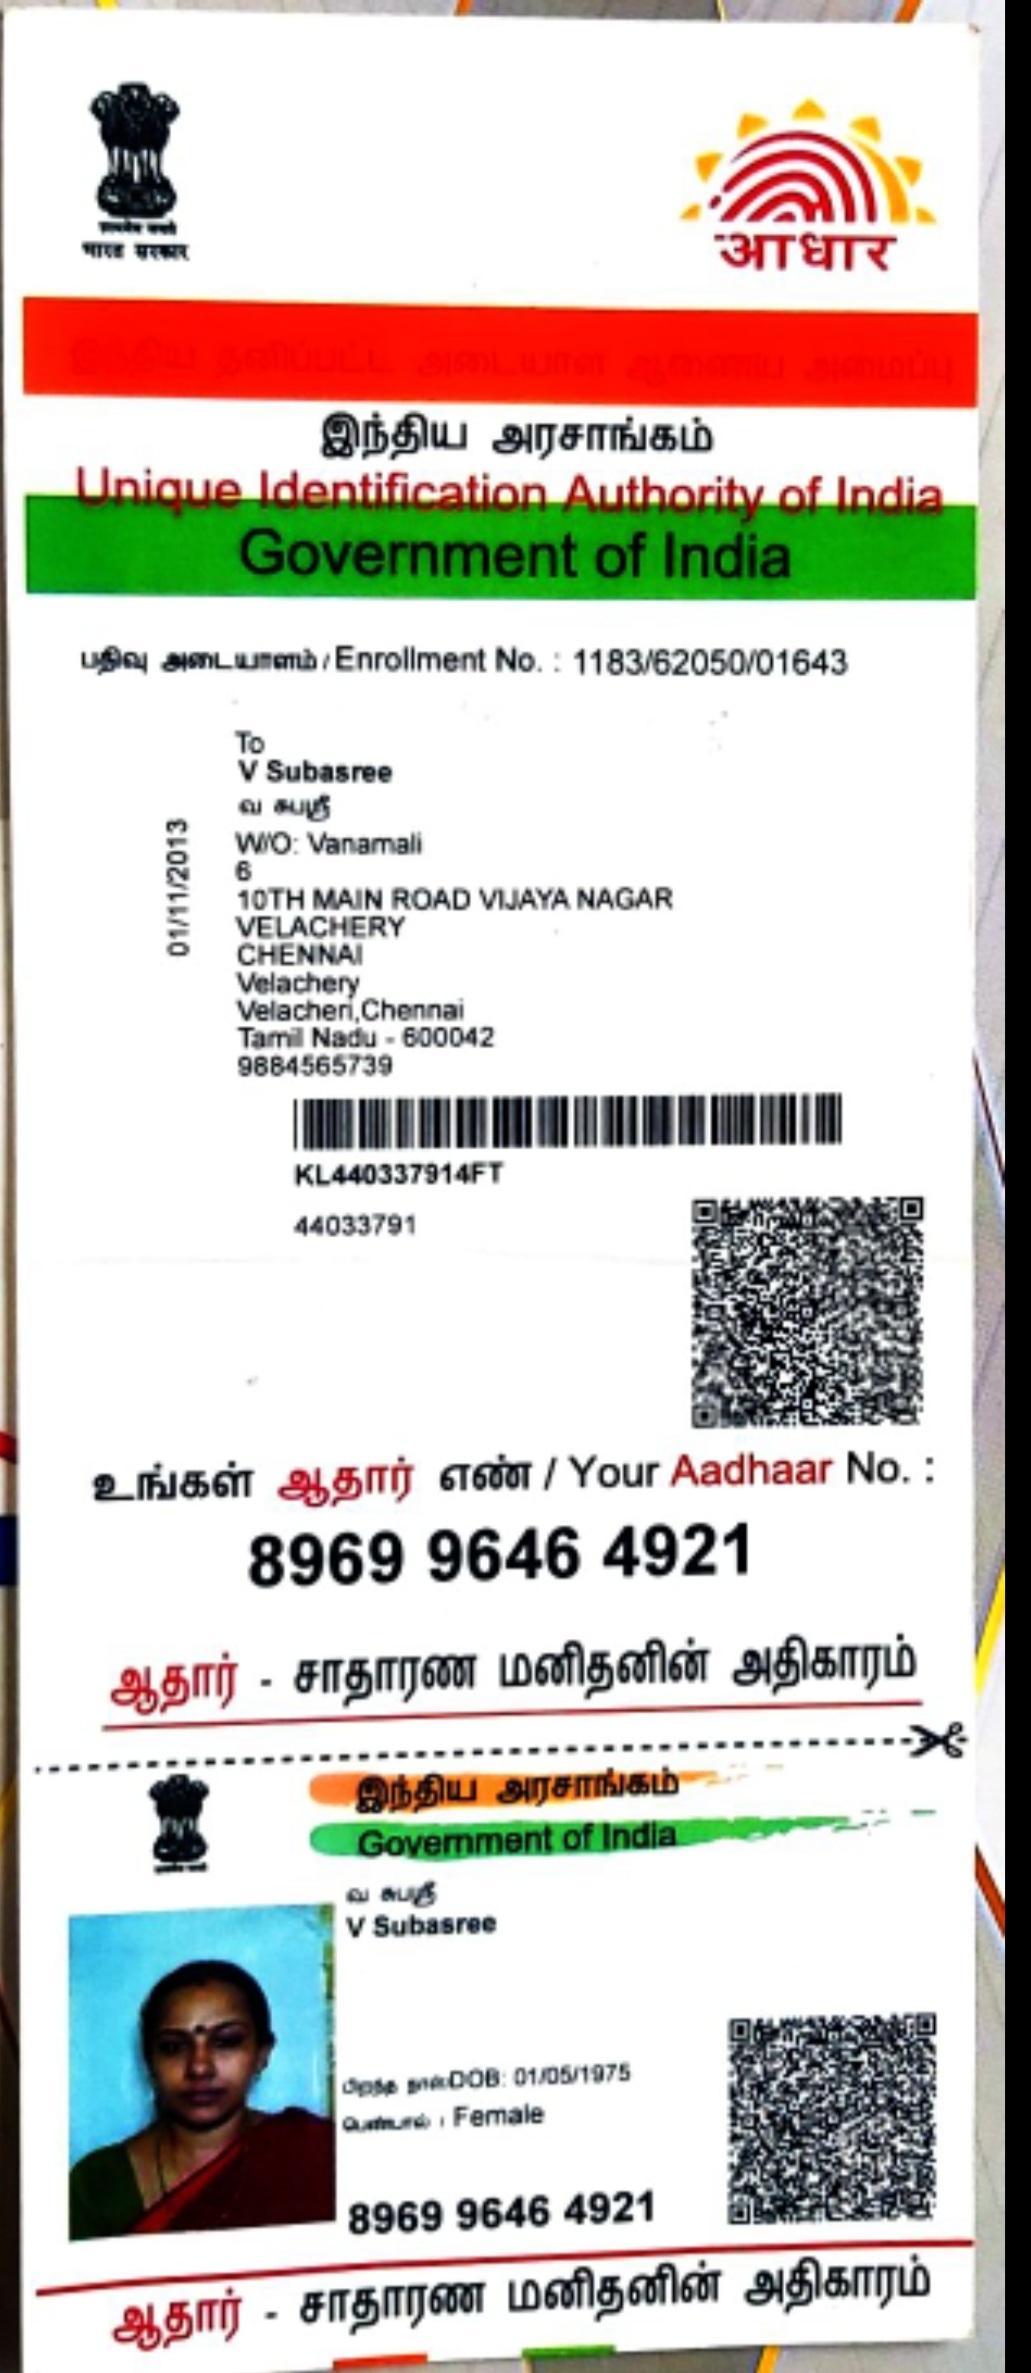 भारत सरकार
आधार
இந்திய தனிப்பட்ட அடையாள ஆணைய அமைப்பு
இந்திய அரசாங்கம்
Unique Identification Authority of India
Government of India
பதிவு அடையாளம் / Enrollment No. : 1183/62050/01643
To
V Subasree
வ சுபஸ்ரீ
W/O: Vanamali
6
10TH MAIN ROAD VIJAYA NAGAR
VELACHERY
CHENNAI
Velachery
Velacheri,Chennai
Tamil Nadu - 600042
9884565739
01/11/2013
KL440337914FT
44033791
உங்கள் ஆதார் எண் / Your Aadhaar No. :
8969 9646 4921
ஆதார் - சாதாரண மனிதனின் அதிகாரம்
இந்திய அரசாங்கம்
Government of India
வ சுபஸ்ரீ
V Subasree
பிறந்த நாள்:DOB: 01/05/1975
பெண்பால் : Female
8969 9646 4921
ஆதார் - சாதாரண மனிதனின் அதிகாரம்